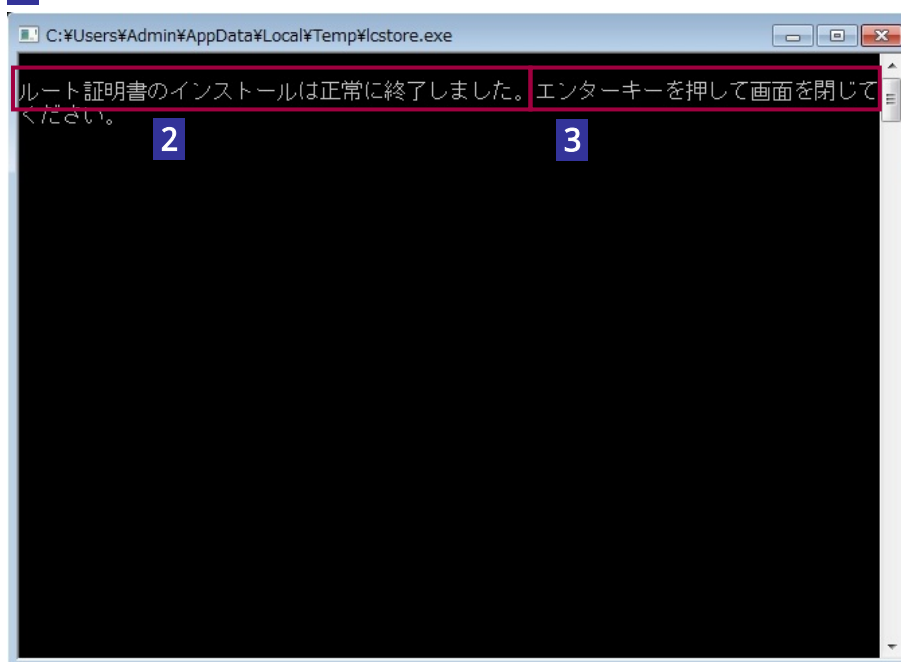 C:¥Users¥Admin¥AppData¥Local¥Temp¥lcstore.exe
ルート証明書のインストールは正常に終了しました。エンターキーを押して画面を閉じて
ください。
2
3